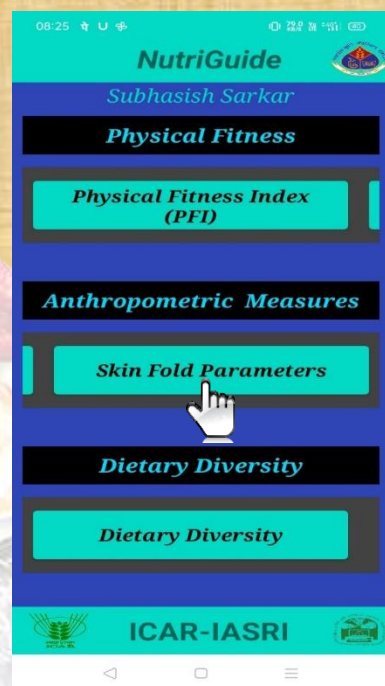 08:25
NutriGuide
Subhasish Sarkar
Physical Fitness
Physical Fitness Index
(PFI)
Anthropometric Measures
Skin Fold Parameters
Dietary Diversity
Dietary Diversity
ICAR-IASRI